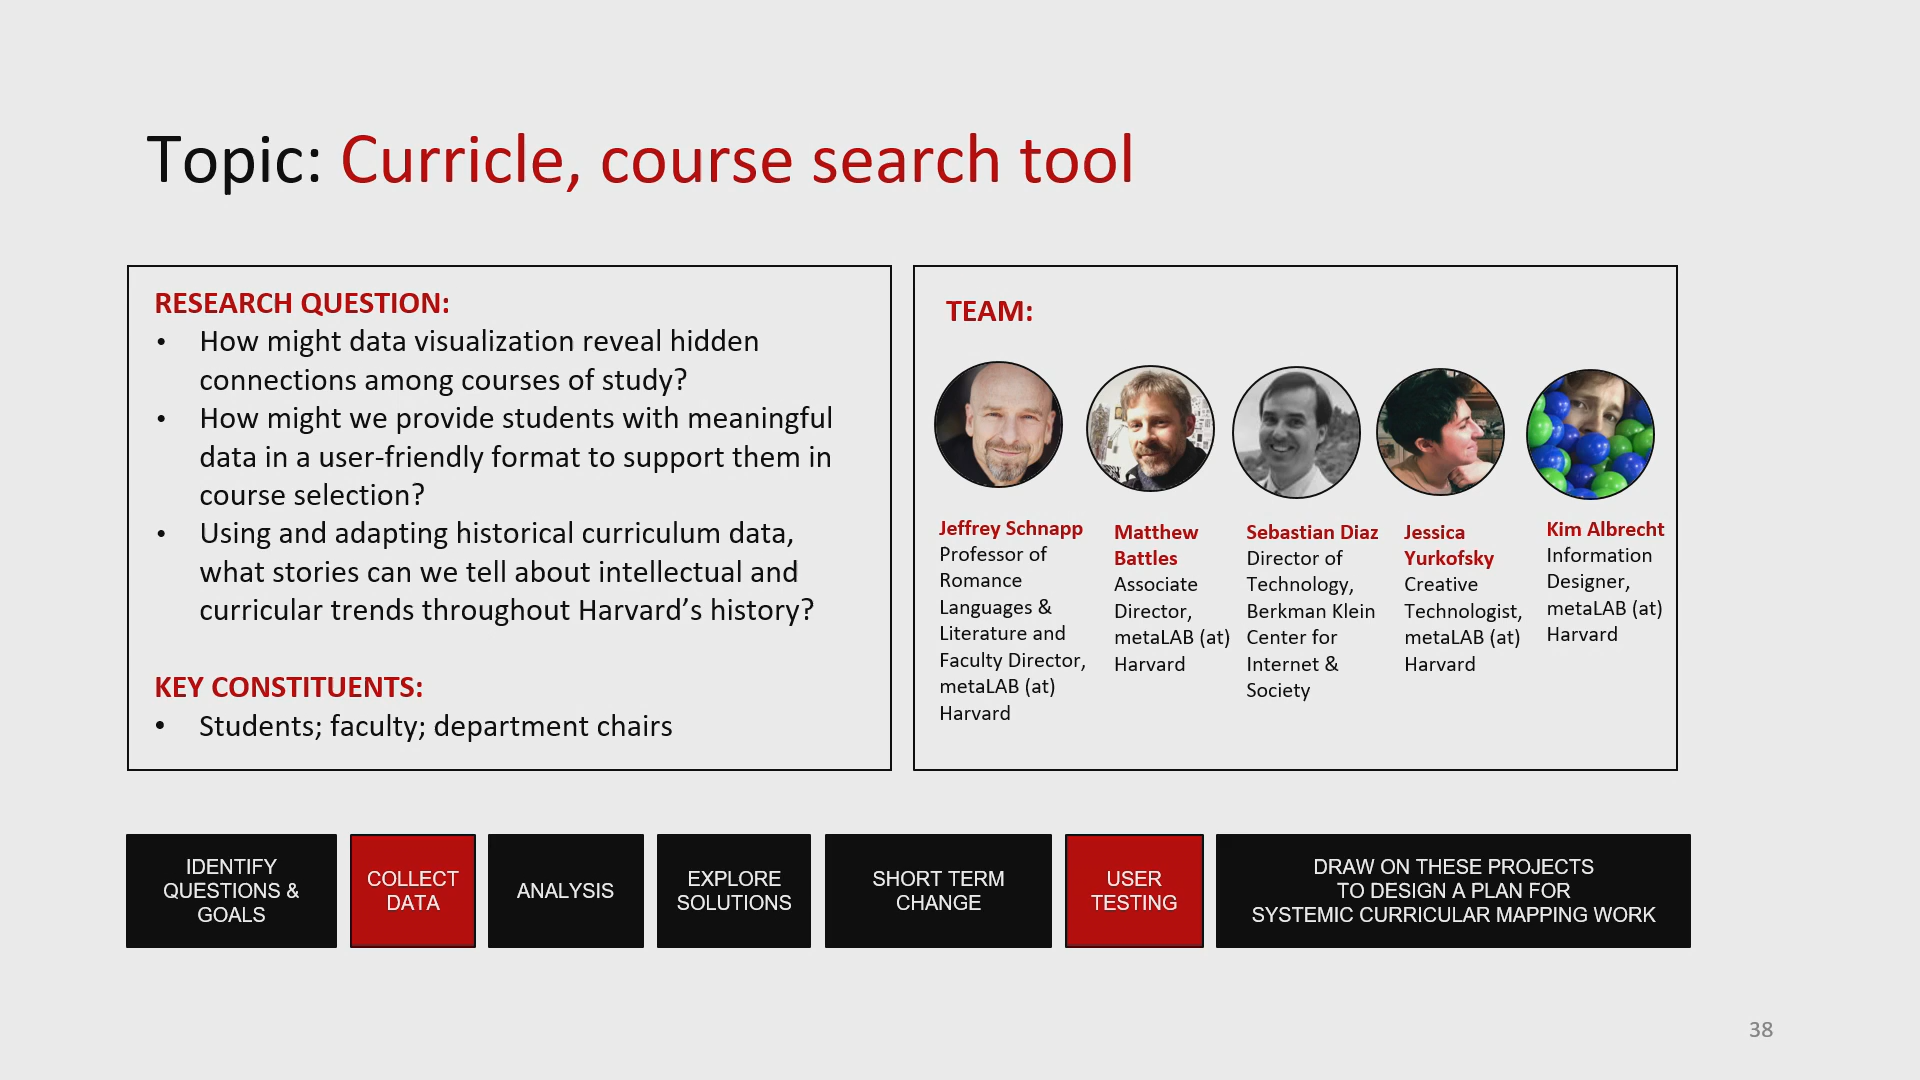 Topic: Curricle, course search tool
RESEARCH QUESTION:
• How might data visualization reveal hidden
connections among courses of study?
• How might we provide students with meaningful
data in a user-friendly format to support them in
course selection?
• Using and adapting historical curriculum data,
what stories can we tell about intellectual and
curricular trends throughout Harvard’s history?
KEY CONSTITUENTS:
• Students; faculty; department chairs
TEAM:
Jeffrey Schnapp
Professor of
Romance
Languages &
Literature and
Faculty Director,
metaLAB (at)
Harvard
Matthew
Battles
Associate
Director,
metaLAB (at)
Harvard
Sebastian Diaz
Director of
Technology,
Berkman Klein
Center for
Internet &
Society
Jessica
Yurkofsky
Creative
Technologist,
metaLAB (at)
Harvard
Kim Albrecht
Information
Designer,
metaLAB (at)
Harvard
IDENTIFY
QUESTIONS &
GOALS
COLLECT
DATA
ANALYSIS
EXPLORE
SOLUTIONS
SHORT TERM
CHANGE
USER
TESTING
DRAW ON THESE PROJECTS
TO DESIGN A PLAN FOR
SYSTEMIC CURRICULAR MAPPING WORK
38